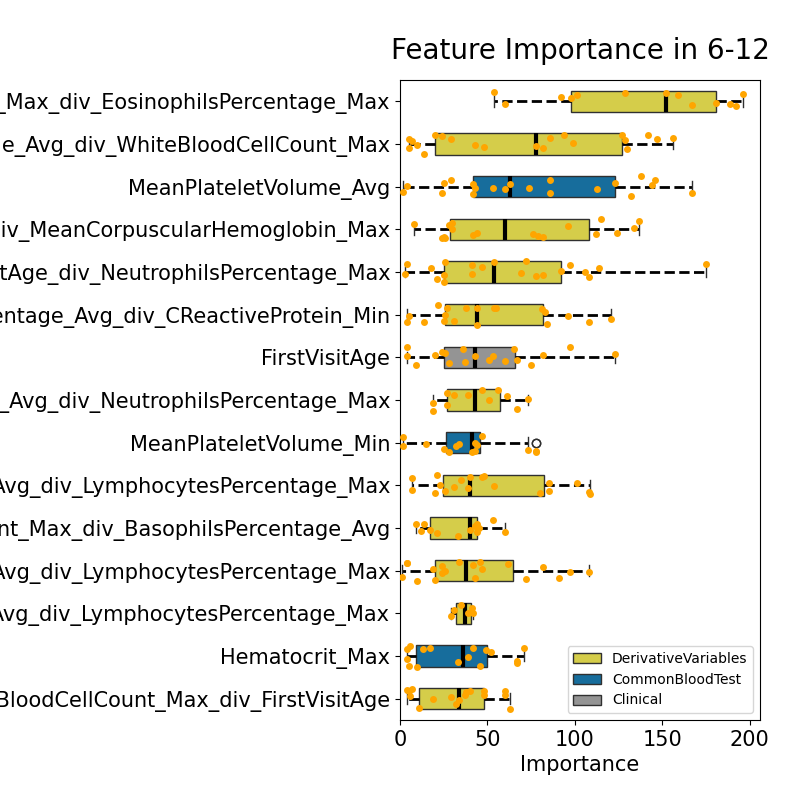 Feature Importance in 6-12
_Max_div_EosinophilsPercentage_Max
e_Avg_div_WhiteBloodCellCount_Max
MeanPlateletVolume_Avg
div_MeanCorpuscularHemoglobin_Max
tAge_div_NeutrophilsPercentage_Max
entage_Avg_div_CReactiveProtein_Min
FirstVisitAge
_Avg_div_NeutrophilsPercentage_Max
MeanPlateletVolume_Min
Avg_div_LymphocytesPercentage_Max
nt_Max_div_BasophilsPercentage_Avg
Avg_div_LymphocytesPercentage_Max
Avg_div_LymphocytesPercentage_Max
Hematocrit_Max
BloodCellCount_Max_div_FirstVisitAge
DerivativeVariables
CommonBloodTest
Clinical
0 50 100 150 200
Importance